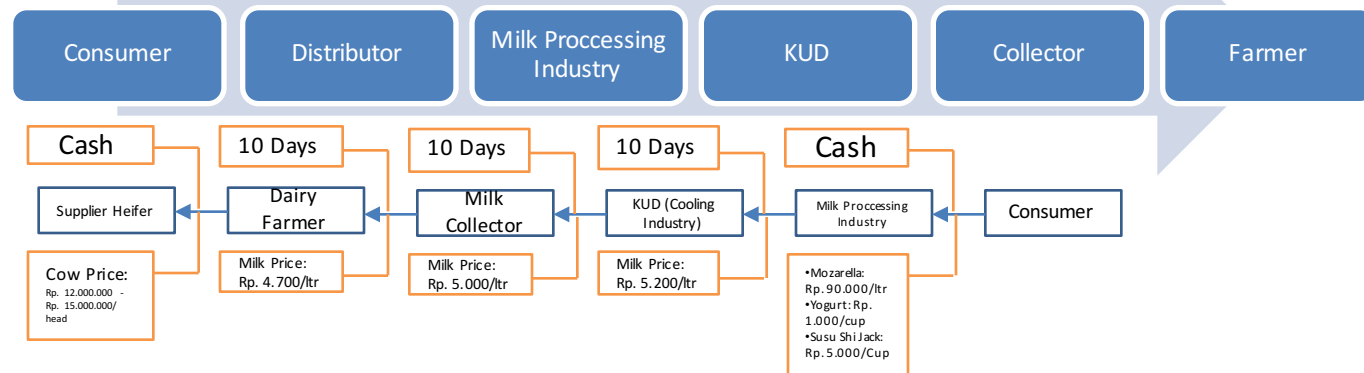 Consumer
Distributor
Milk Proccessing
Industry
KUD
Collector
Farmer
Cash
10 Days
10 Days
10 Days
Cash
Supplier Heifer
Dairy
Farmer
Milk
Collector
KUD (Cooling
Industry)
Milk Proccessing
Industry
Consumer
Cow Price:
Rp. 12.000.000 -
Rp. 15.000.000/
head
Milk Price:
Rp. 4.700/ltr
Milk Price:
Rp. 5.000/ltr
Milk Price:
Rp. 5.200/ltr
•Mozarella:
Rp. 90.000/ltr
•Yogurt: Rp.
1.000/cup
•Susu Shi Jack:
Rp. 5.000/Cup